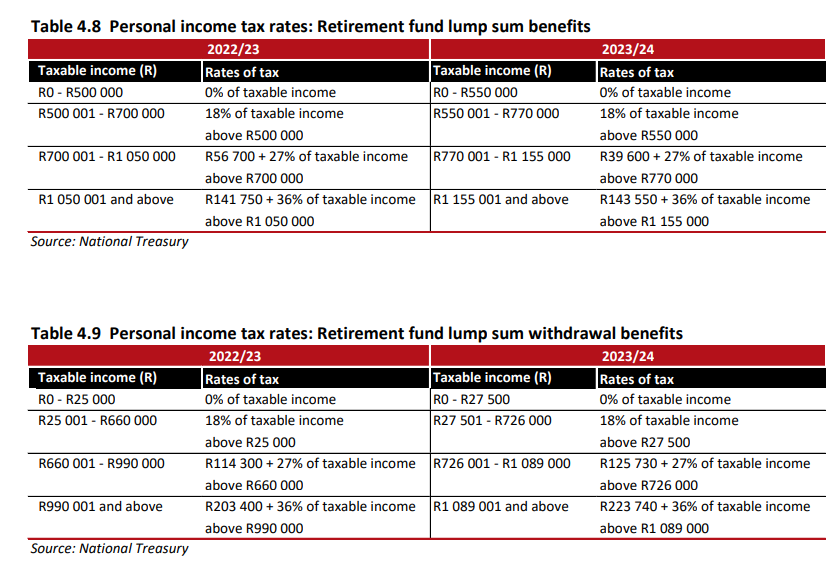 Table 4.8 Personal income tax rates: Retirement fund lump sum benefits
2022/23 2023/24
Taxable income (R) Rates of tax Taxable income (R) Rates of tax
R0 - R500 000 0% of taxable income R0 - R550 000 0% of taxable income
R500 001 - R700 000 18% of taxable income R550 001 - R770 000 18% of taxable income
above R500 000 above R550 000
R700 001 - R1 050 000 R56 700 + 27% of taxable income R770 001 - R1 155 000 R39 600 + 27% of taxable income
above R700 000 above R770 000
R1 050 001 and above R141 750 + 36% of taxable income R1 155 001 and above R143 550 + 36% of taxable income
above R1 050 000 above R1 155 000
Source: National Treasury
Table 4.9 Personal income tax rates: Retirement fund lump sum withdrawal benefits
2022/23 2023/24
Taxable income (R) Rates of tax Taxable income (R) Rates of tax
R0 - R25 000 0% of taxable income R0 - R27 500 0% of taxable income
R25 001 - R660 000 18% of taxable income R27 501 - R726 000 18% of taxable income
above R25 000 above R27 500
R660 001 - R990 000 R114 300 + 27% of taxable income R726 001 - R1 089 000 R125 730 + 27% of taxable income
above R660 000 above R726 000
R990 001 and above R203 400 + 36% of taxable income R1 089 001 and above R223 740 + 36% of taxable income
above R990 000 above R1 089 000
Source: National Treasury